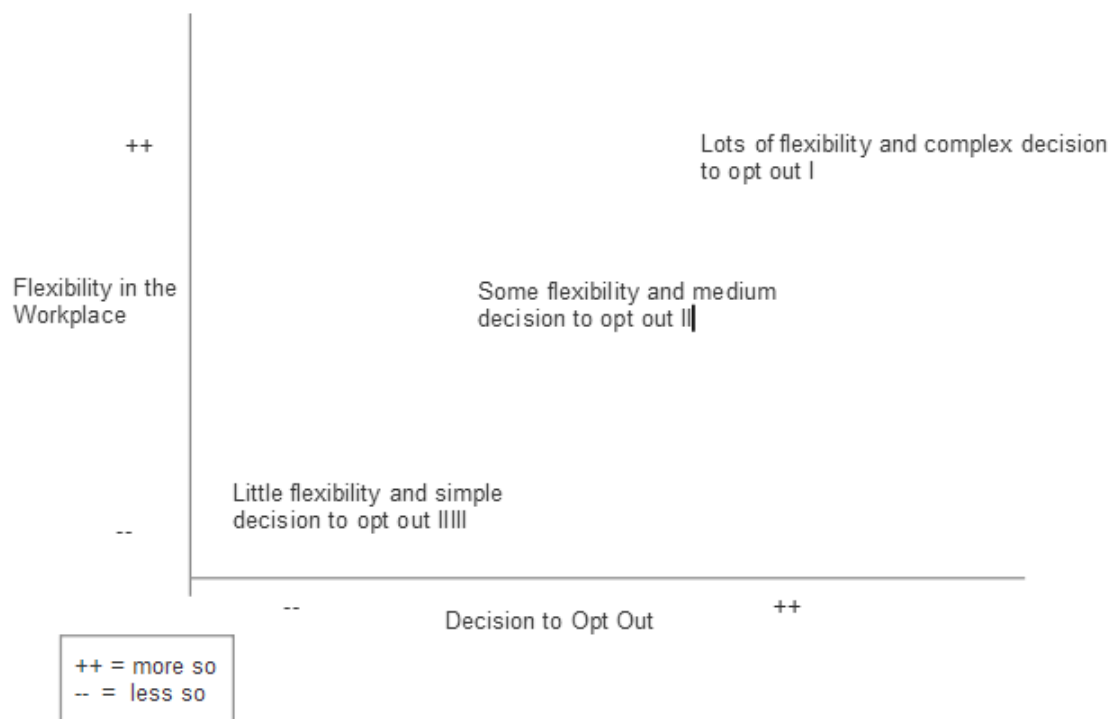 ++
Lots of flexibility and complex decision
to opt out I
Flexibility in the
Workplace
Some flexibility and medium
decision to opt out II
Little flexibility and simple
decision to opt out IIIII
--
--
Decision to Opt Out
++
++ = more so
-- = less so